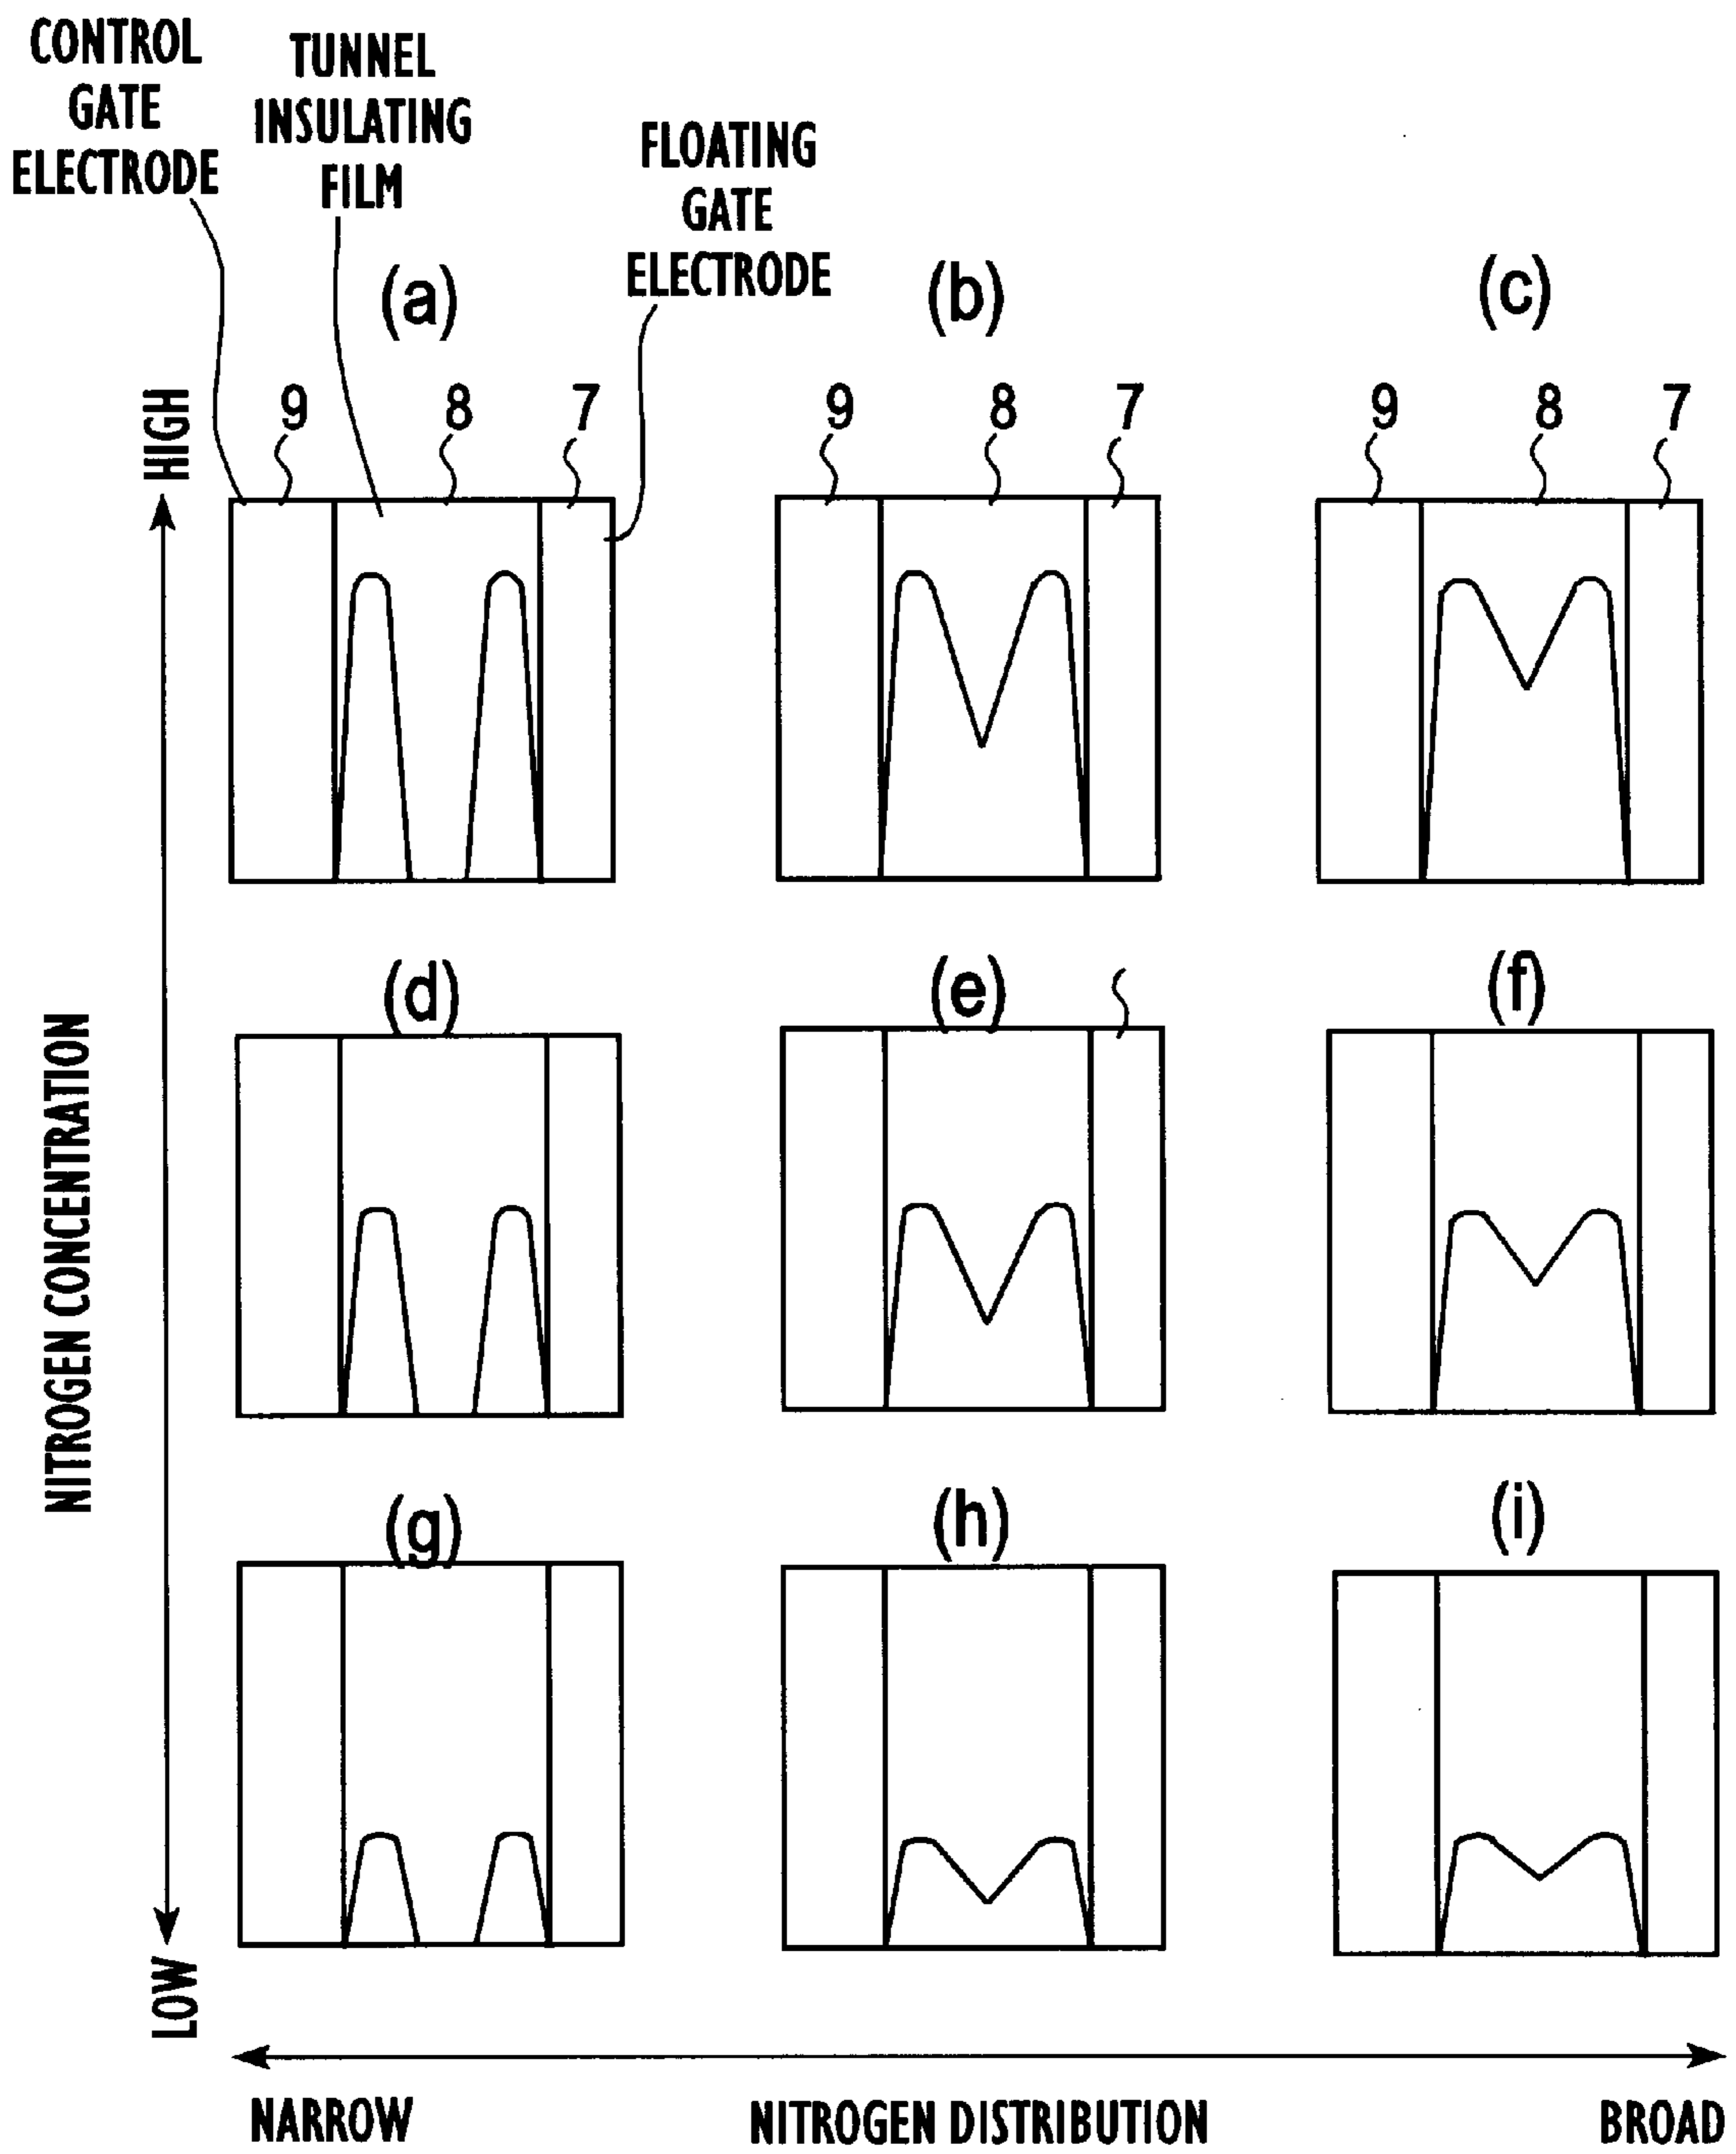 CONTROL
GATE
ELECTRODE
TUNNEL
INSULATING
FILM
FLOATING
GATE
ELECTRODE
(a)
(b)
(c)
HIGH
9 8 7
9 8 7
9 8 7
(d)
(e)
(f)
NITROGEN CONCENTRATION
(g)
(h)
(i)
LOW
NARROW
NITROGEN DISTRIBUTION
BROAD